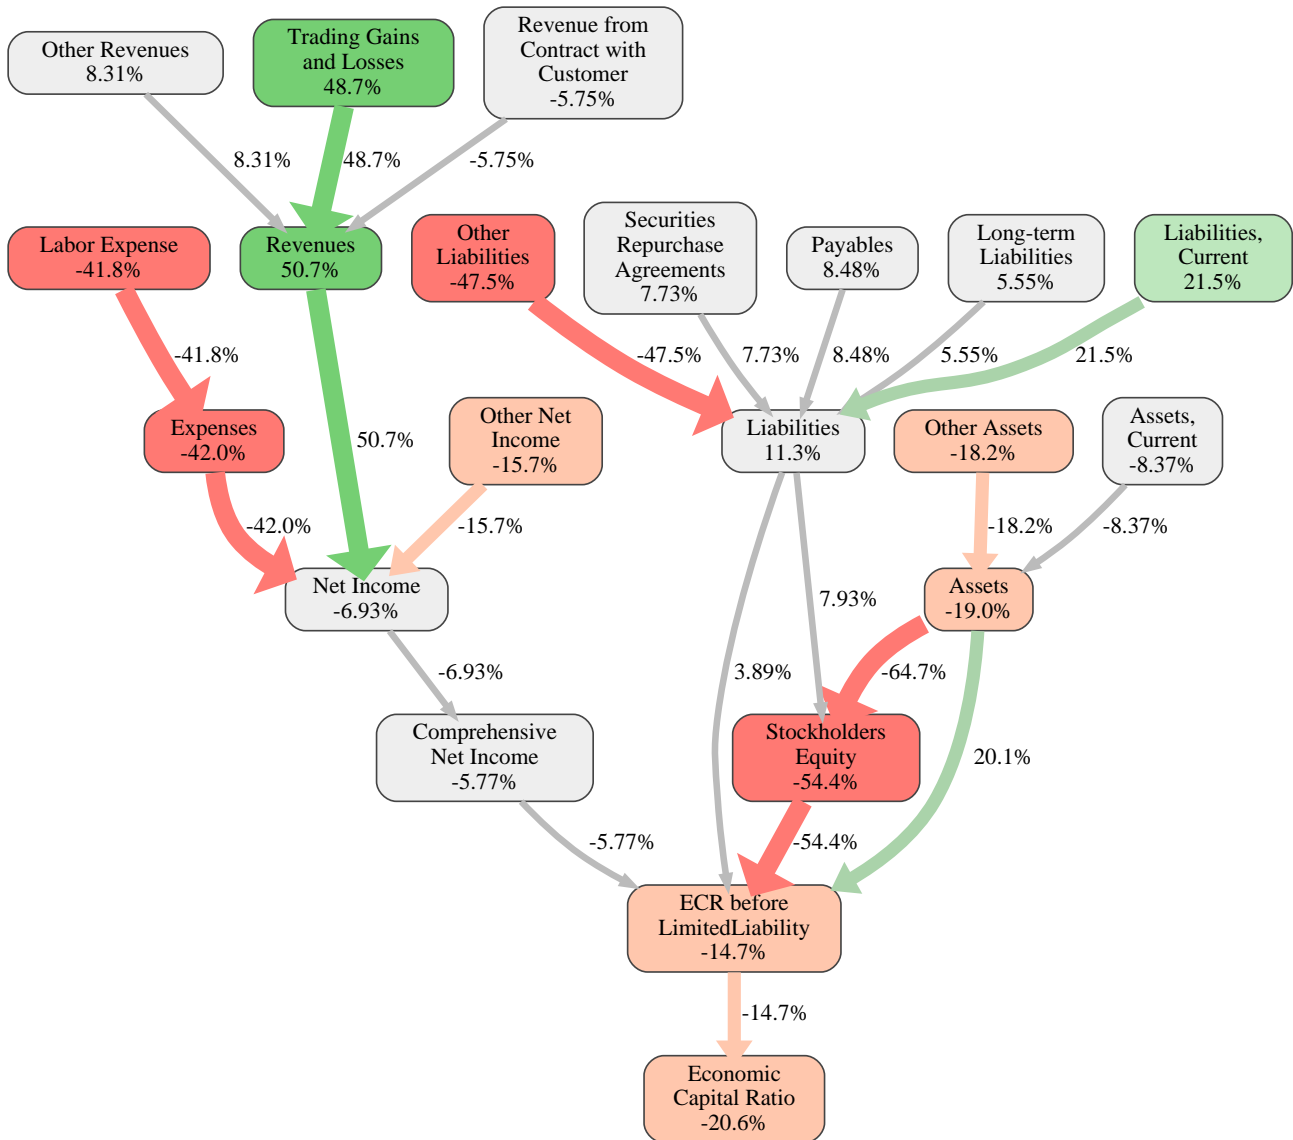 Other Revenues
8.31%
Trading Gains
and Losses
48.7%
Revenue from
Contract with
Customer
-5.75%
8.31%
48.7%
-5.75%
Labor Expense
-41.8%
Revenues
50.7%
Other
Liabilities
-47.5%
Securities
Repurchase
Agreements
7.73%
Payables
8.48%
Long-term
Liabilities
5.55%
Liabilities,
Current
21.5%
-41.8%
-47.5%
7.73%
8.48%
5.55%
21.5%
Expenses
-42.0%
50.7%
Other Net
Income
-15.7%
Liabilities
11.3%
Other Assets
-18.2%
Assets,
Current
-8.37%
-42.0%
-15.7%
-18.2%
-8.37%
Net Income
-6.93%
7.93%
Assets
-19.0%
-6.93%
3.89%
-64.7%
Comprehensive
Net Income
-5.77%
Stockholders
Equity
-54.4%
20.1%
-5.77%
-54.4%
ECR before
LimitedLiability
-14.7%
-14.7%
Economic
Capital Ratio
-20.6%